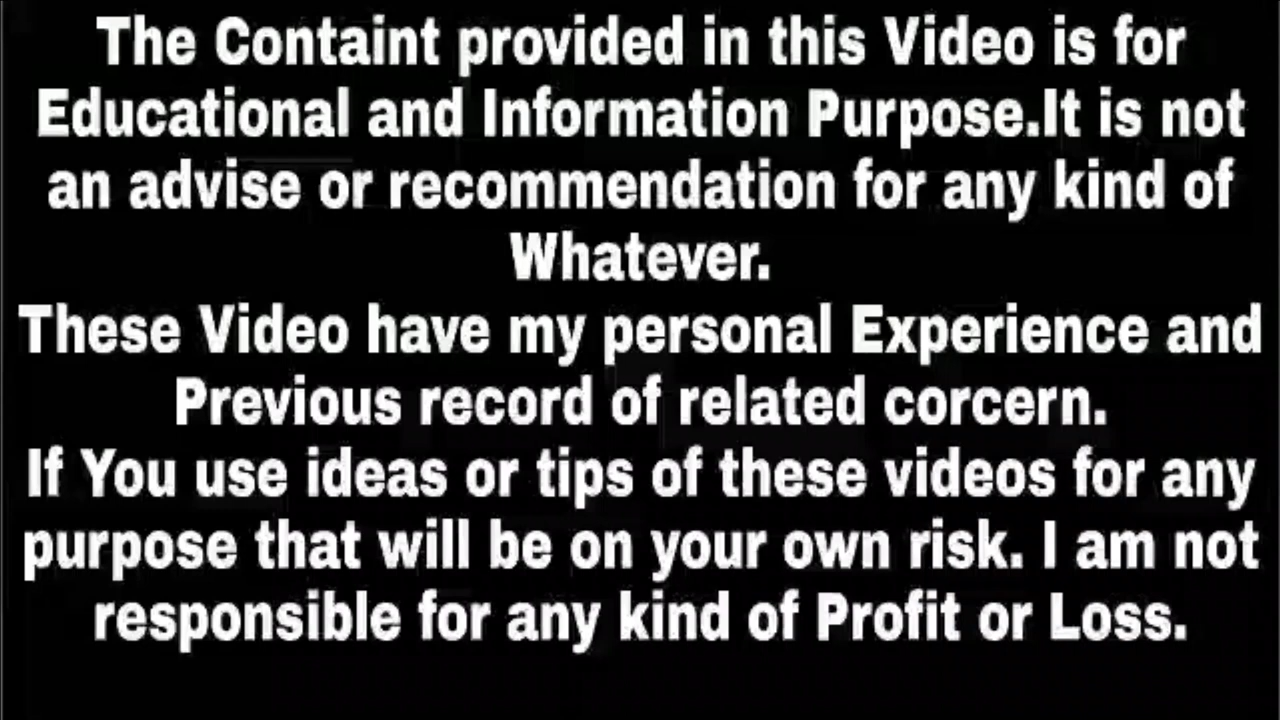 The Containt provided in this Video is for
Educational and Information Purpose.It is not
an advise or recommendation for any kind of
Whatever.
These Video have my personal Experience and
Previous record of related corcern.
If You use ideas or tips of these videos for any
purpose that will be on your own risk. I am not
responsible for any kind of Profit or Loss.